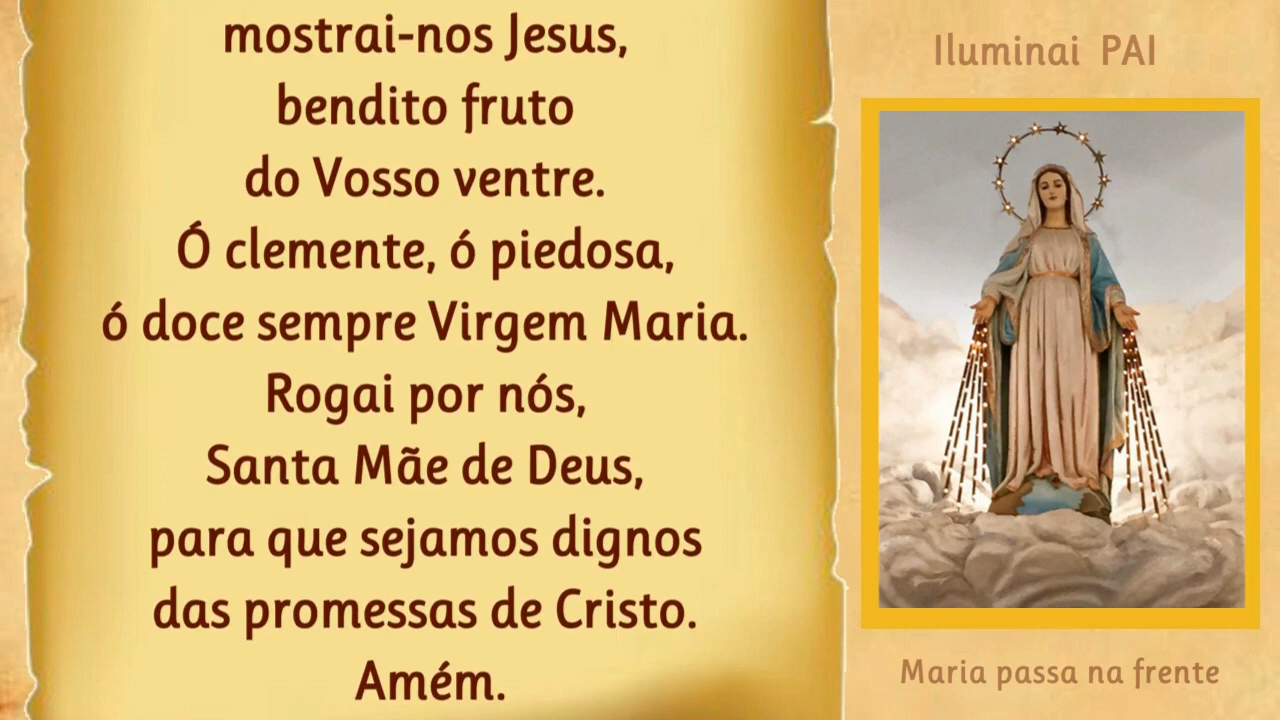 mostrai-nos Jesus,
bendito fruto
do Vosso ventre.
Ó clemente, ó piedosa,
ó doce sempre Virgem Maria.
Rogai por nós,
Santa Mãe de Deus,
para que sejamos dignos
das promessas de Cristo.
Amém.
Iluminai PAI
Maria passa na frente